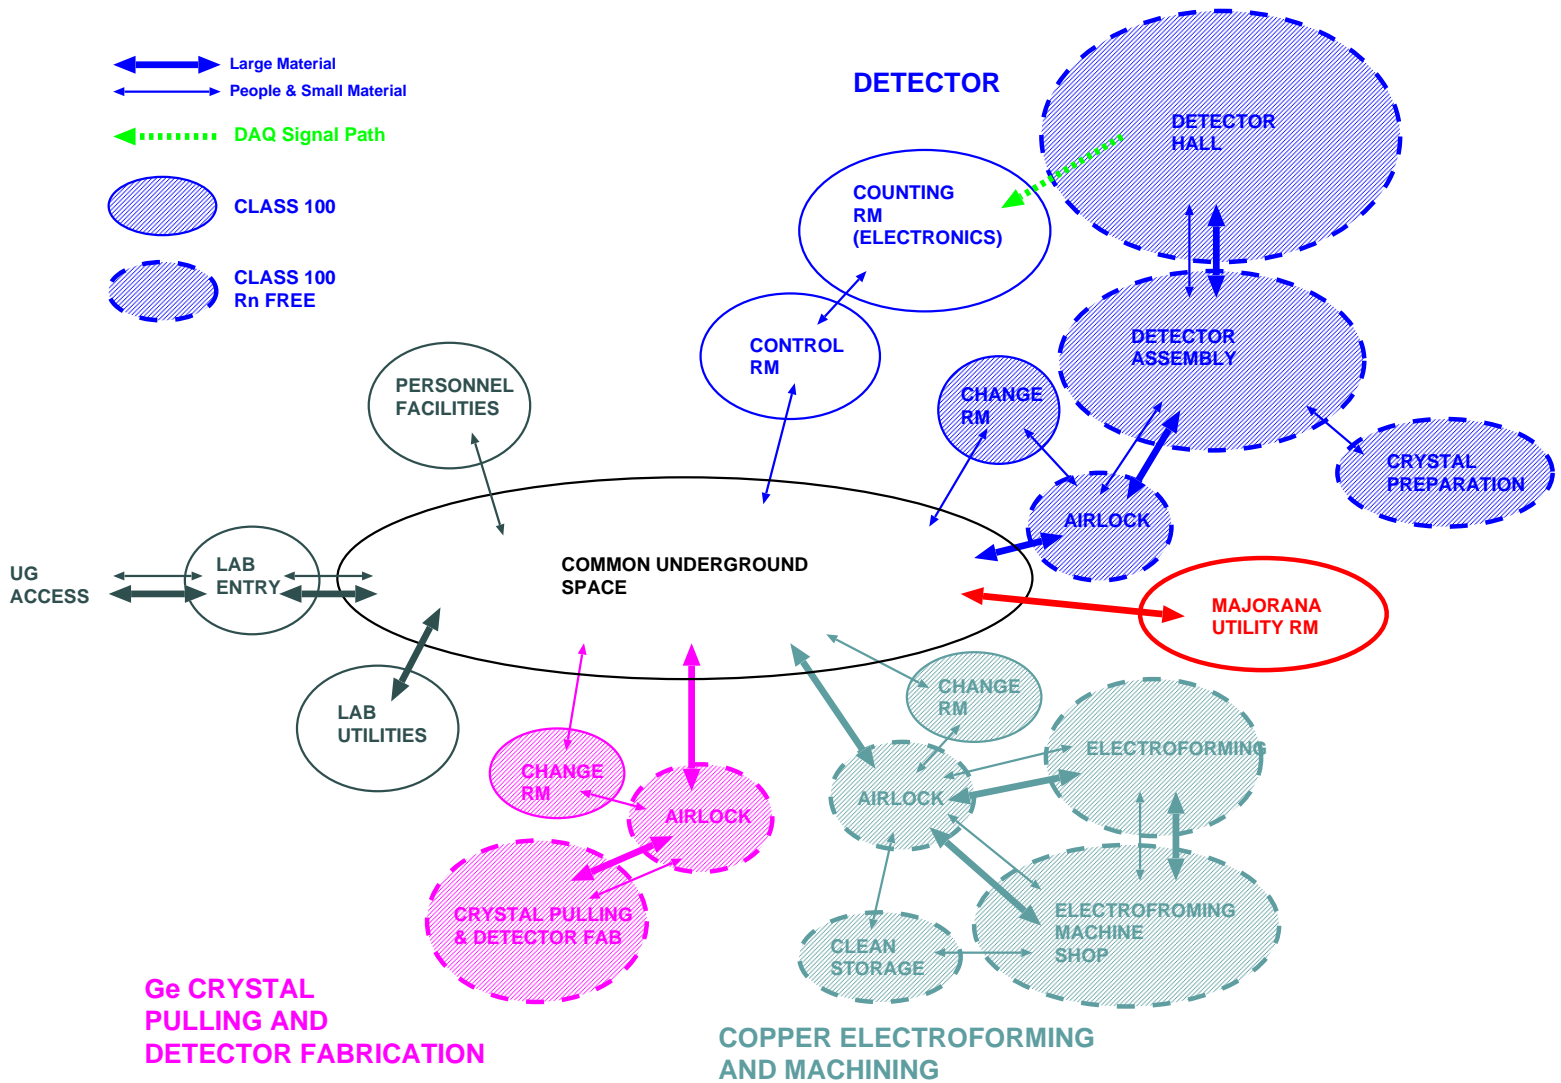 Large Material
People & Small Material
DAQ Signal Path
CLASS 100
CLASS 100
Rn FREE
DETECTOR
DETECTOR
HALL
COUNTING
RM
(ELECTRONICS)
CONTROL
RM
DETECTOR
ASSEMBLY
CHANGE
RM
CRYSTAL
PREPARATION
AIRLOCK
PERSONNEL
FACILITIES
UG
ACCESS
LAB
ENTRY
COMMON UNDERGROUND
SPACE
MAJORANA
UTILITY RM
LAB
UTILITIES
CHANGE
RM
AIRLOCK
CRYSTAL PULLING
& DETECTOR FAB
Ge CRYSTAL
PULLING AND
DETECTOR FABRICATION
CHANGE
RM
ELECTROFORMING
AIRLOCK
ELECTROFROMING
MACHINE
SHOP
CLEAN
STORAGE
COPPER ELECTROFORMING
AND MACHINING